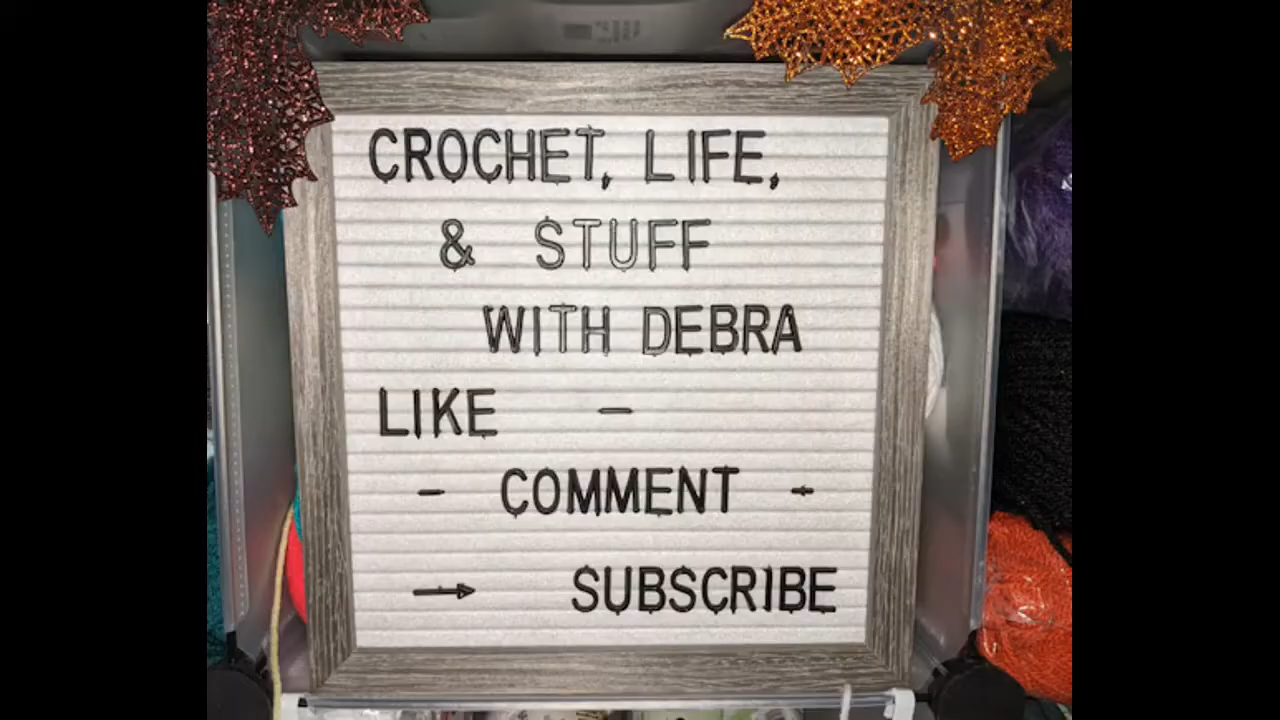 CROCHET, LIFE,
& STUFF
WITH DEBRA
LIKE -
- COMMENT -
→ SUBSCRIBE